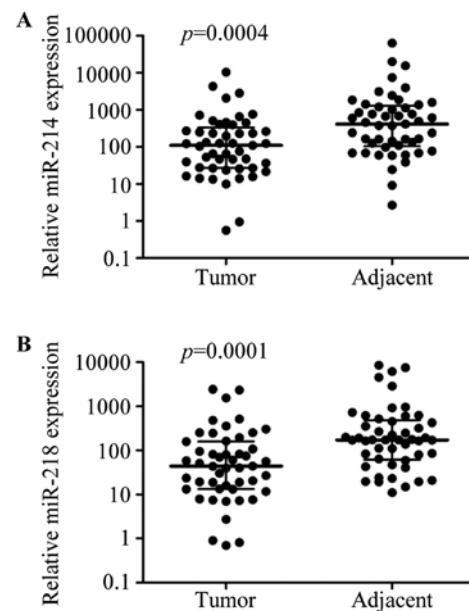 A
p=0.0004
Relative miR-214 expression
100000
10000
1000
100
10
1
0.1
Tumor Adjacent
B
p=0.0001
Relative miR-218 expression
10000
1000
100
10
1
0.1
Tumor Adjacent